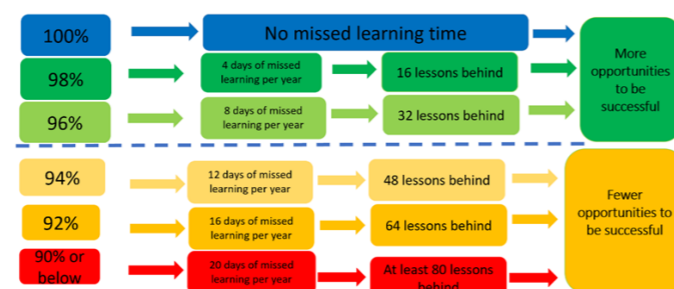 100%
No missed learning time
98%
4 days of missed
learning per year
16 lessons behind
96%
8 days of missed
learning per year
32 lessons behind
More
opportunities
to be
successful
94%
12 days of missed
learning per year
48 lessons behind
92%
16 days of missed
learning per year
64 lessons behind
90% or
below
20 days of missed
learning per year
At least 80 lessons
behind
Fewer
opportunities to
be successful